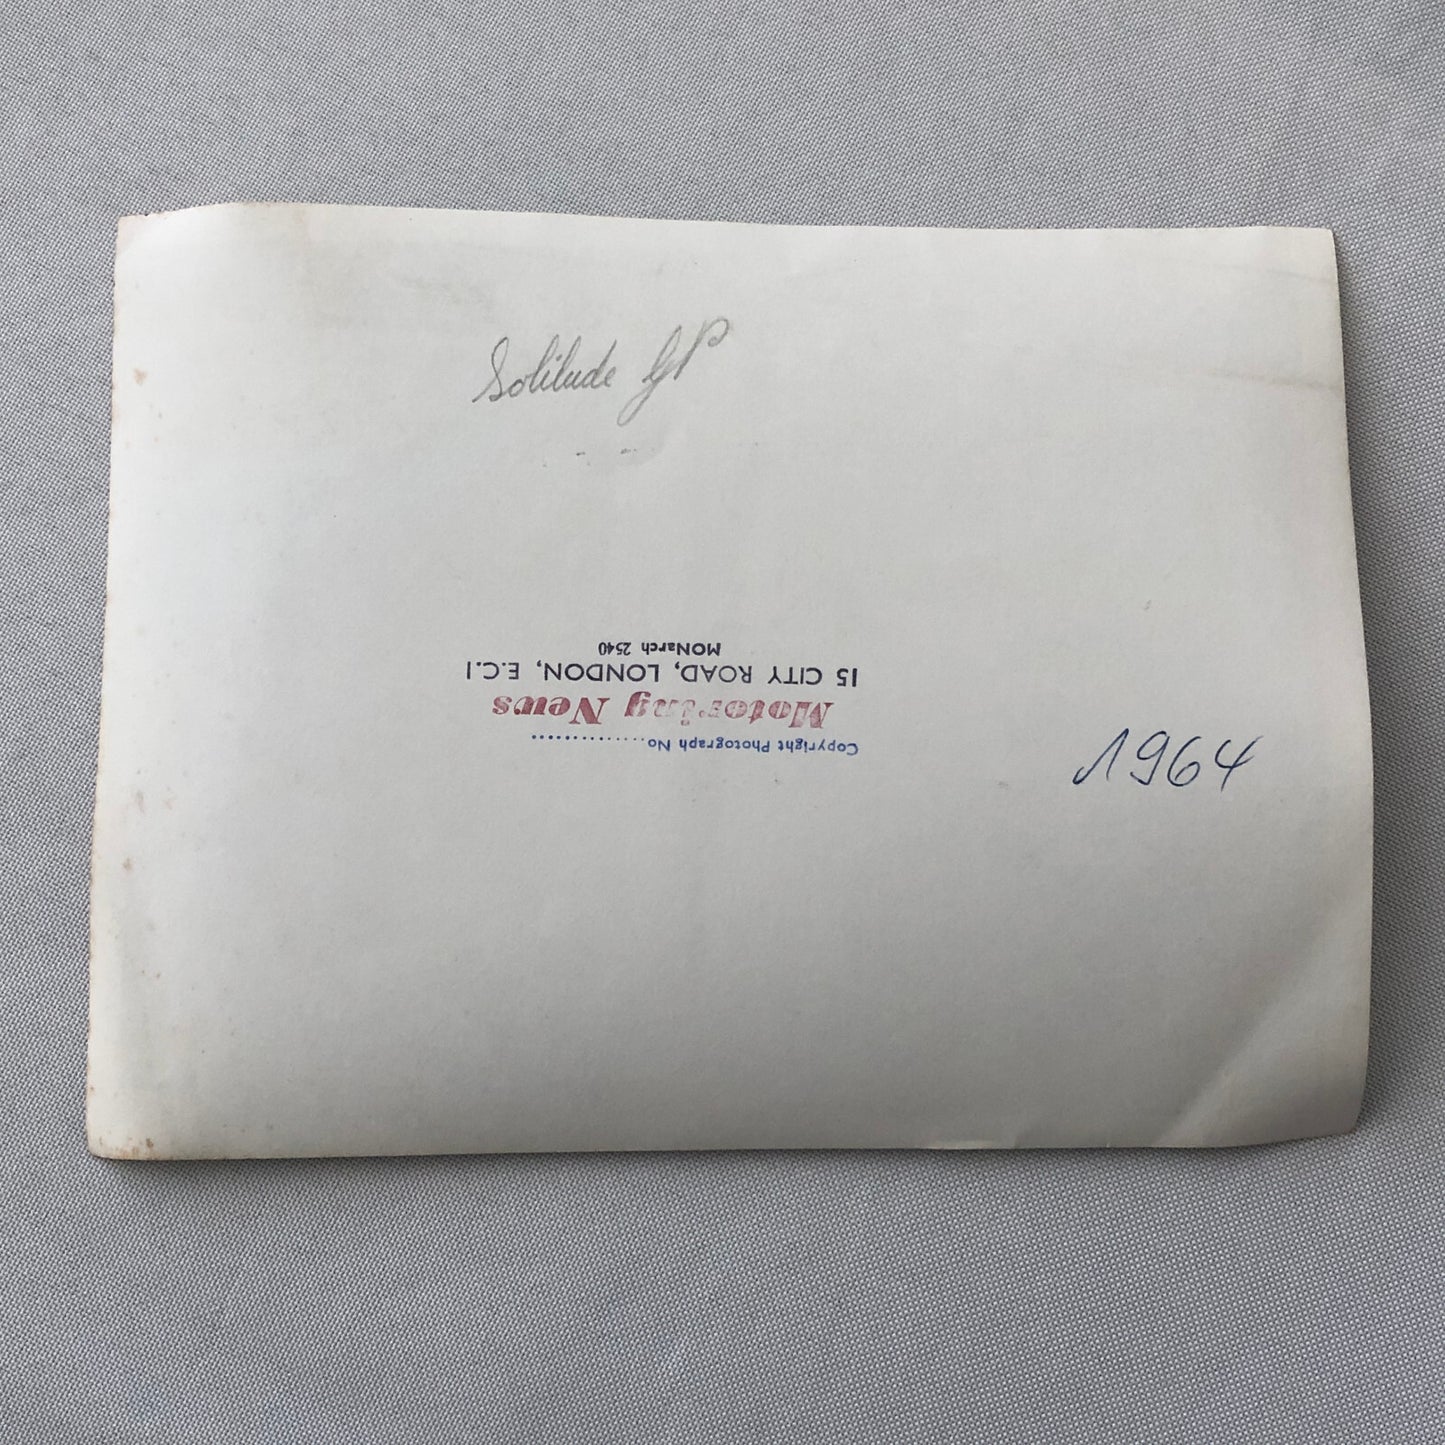 Solitude GP
Copyright Photograph No..................
Motoring News
15 CITY ROAD, LONDON, E.C.1
MONarch 2540
1964